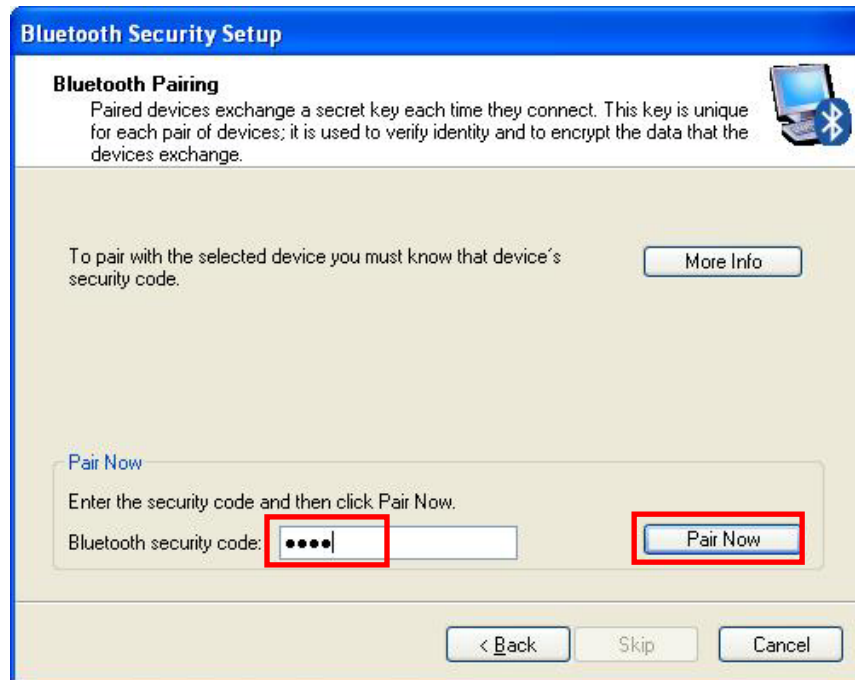 Bluetooth Security Setup
Bluetooth Pairing
Paired devices exchange a secret key each time they connect. This key is unique
for each pair of devices; it is used to verify identity and to encrypt the data that the
devices exchange.
To pair with the selected device you must know that device´s
security code.
More Info
Pair Now
Enter the security code and then click Pair Now.
Bluetooth security code: ●●●●
Pair Now
< Back
Skip
Cancel